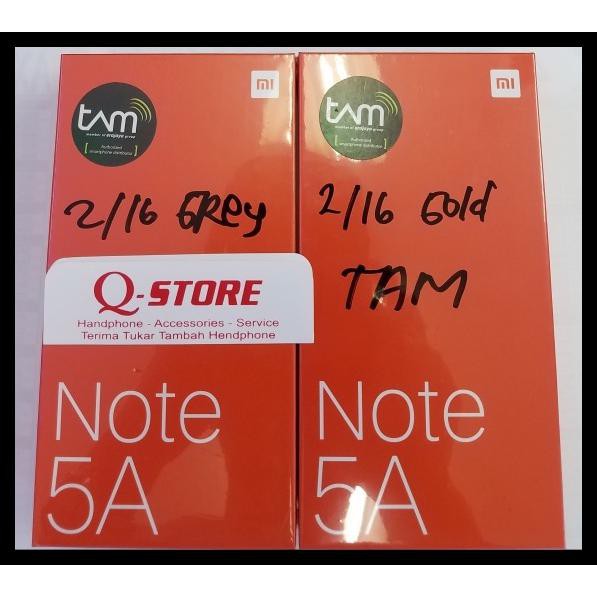 tam
member of erajaya group
Authorized
smartphone distributor
mi
2/16 GRey
Q-STORE
Handphone - Accessories - Service
Terima Tukar Tambah Hendphone
Note
5A
tam
member of erajaya group
Authorized
smartphone distributor
mi
2/16 Gold
TAM
Note
5A